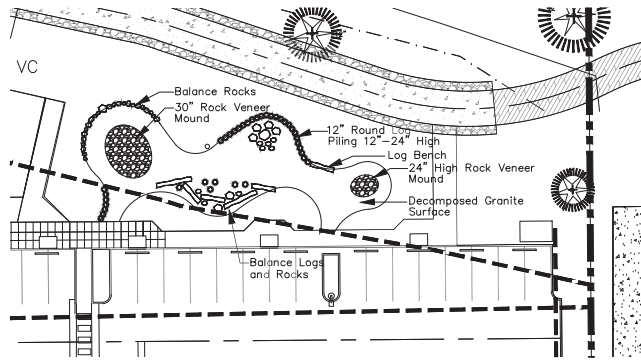 VC
Balance Rocks
30" Rock Veneer
Mound
12" Round Log
Piling 12"-24" High
Log Bench
24" High Rock Veneer
Mound
Decomposed Granite
Surface
Balance Logs
and Rocks